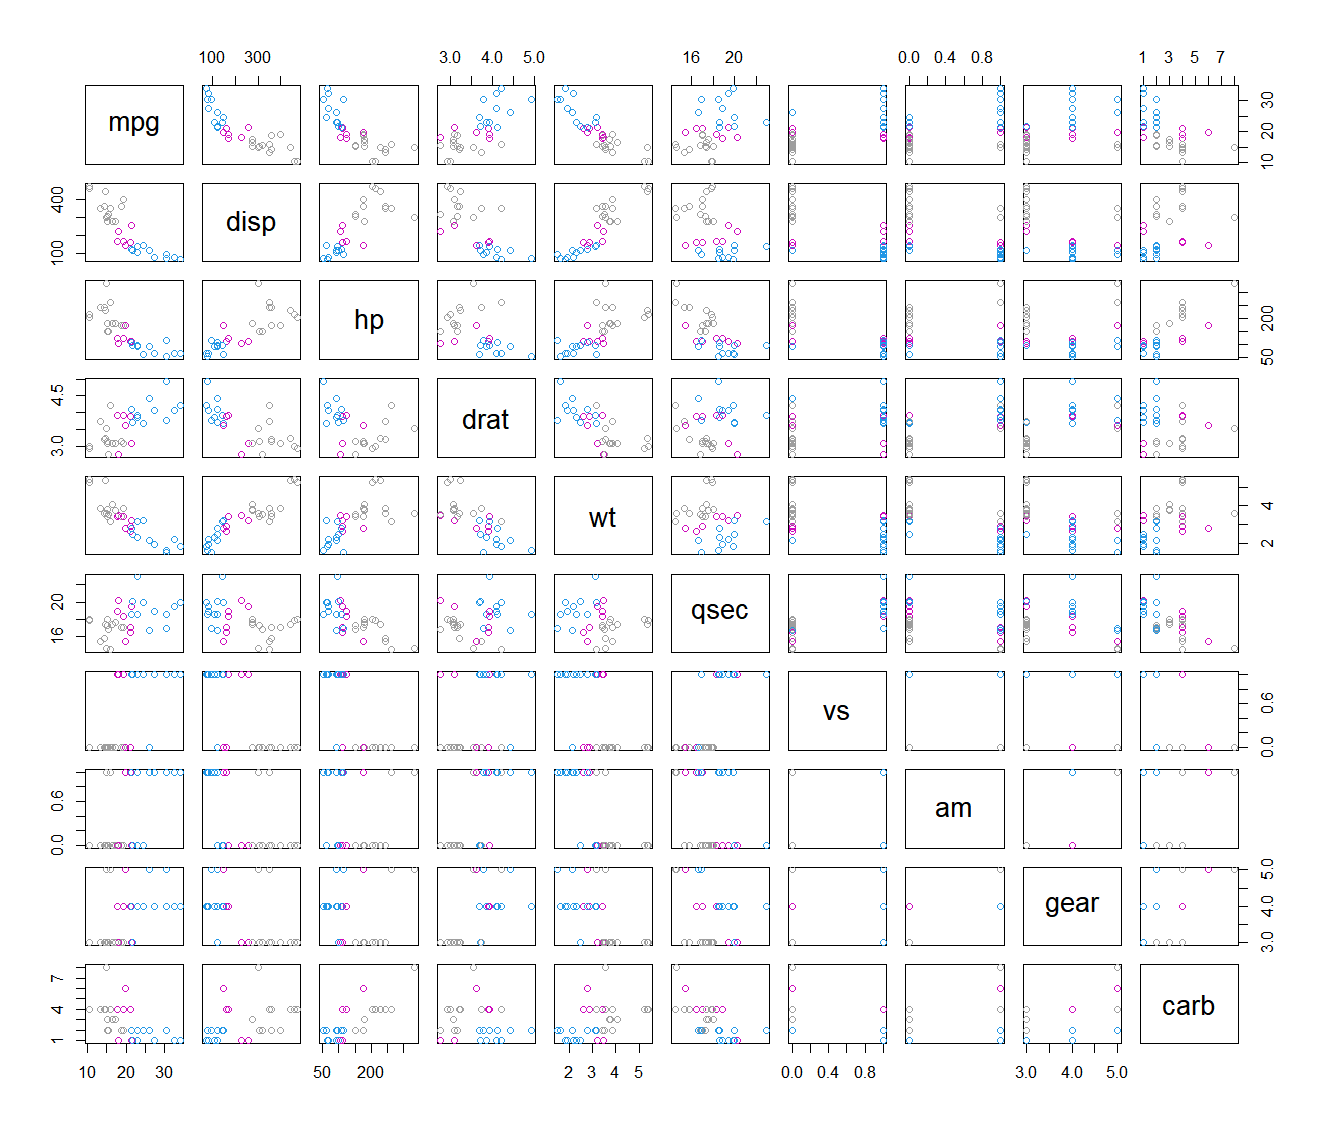 100 300
3.0 4.0 5.0
16 20
0.0 0.4 0.8
1 3 5 7
mpg
10 20 30
disp
100 400
hp
50 200
drat
3.0 4.5
wt
2 4
qsec
16 20
vs
0.0 0.6
am
0.0 0.6
gear
3.0 4.0 5.0
carb
1 4 7
10 20 30
50 200
2 3 4 5
0.0 0.4 0.8
3.0 4.0 5.0